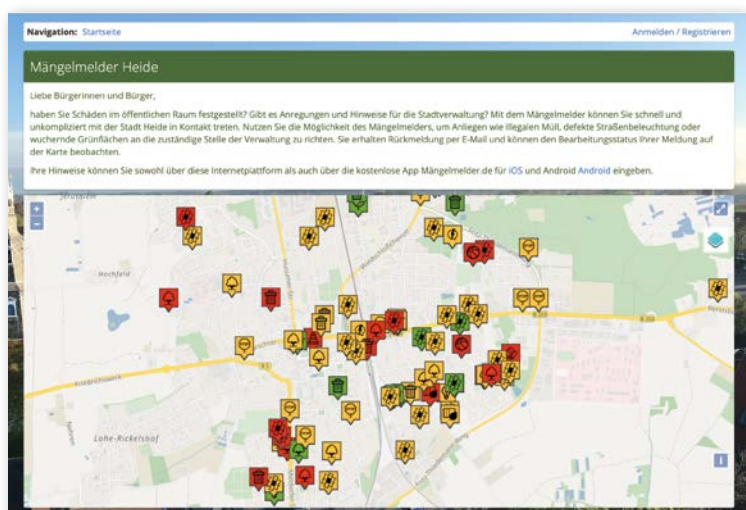 Navigation: Startseite
Anmelden / Registrieren
Mängelmelder Heide
Liebe Bürgerinnen und Bürger,
haben Sie Schäden im öffentlichen Raum festgestellt? Gibt es Anregungen und Hinweise für die Stadtverwaltung? Mit dem Mängelmelder können Sie schnell und
unkompliziert mit der Stadt Heide in Kontakt treten. Nutzen Sie die Möglichkeit des Mängelmelders, um Anliegen wie illegalen Müll, defekte Straßenbeleuchtung oder
wuchernde Grünflächen an die zuständige Stelle der Verwaltung zu richten. Sie erhalten Rückmeldung per E-Mail und können den Bearbeitungsstatus Ihrer Meldung auf
der Karte beobachten.
Ihre Hinweise können Sie sowohl über diese Internetplattform als auch über die kostenlose App Mängelmelder.de für iOS und Android Android eingeben.
+
−
Hochfeld
Friedrichswerk
Lohe-Rickelshof
i